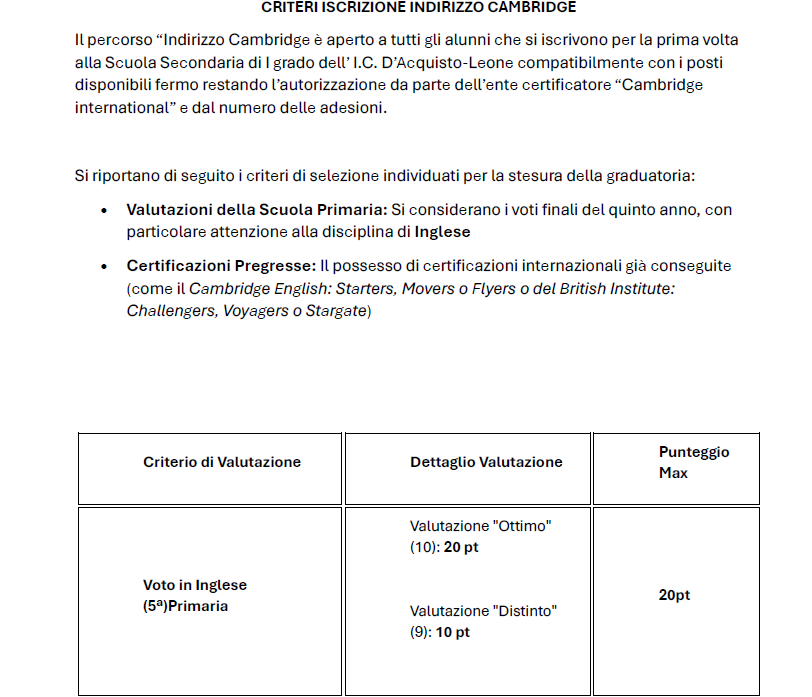 CRITERI ISCRIZIONE INDIRIZZO CAMBRIDGE
Il percorso “Indirizzo Cambridge è aperto a tutti gli alunni che si iscrivono per la prima volta
alla Scuola Secondaria di I grado dell’ I.C. D’Acquisto-Leone compatibilmente con i posti
disponibili fermo restando l’autorizzazione da parte dell’ente certificatore “Cambridge
international” e dal numero delle adesioni.
Si riportano di seguito i criteri di selezione individuati per la stesura della graduatoria:
• Valutazioni della Scuola Primaria: Si considerano i voti finali del quinto anno, con
particolare attenzione alla disciplina di Inglese
• Certificazioni Pregresse: Il possesso di certificazioni internazionali già conseguite
(come il Cambridge English: Starters, Movers o Flyers o del British Institute:
Challengers, Voyagers o Stargate)
Criterio di Valutazione
Dettaglio Valutazione
Punteggio
Max
Voto in Inglese
(5ª)Primaria
Valutazione "Ottimo"
(10): 20 pt
Valutazione "Distinto"
(9): 10 pt
20pt